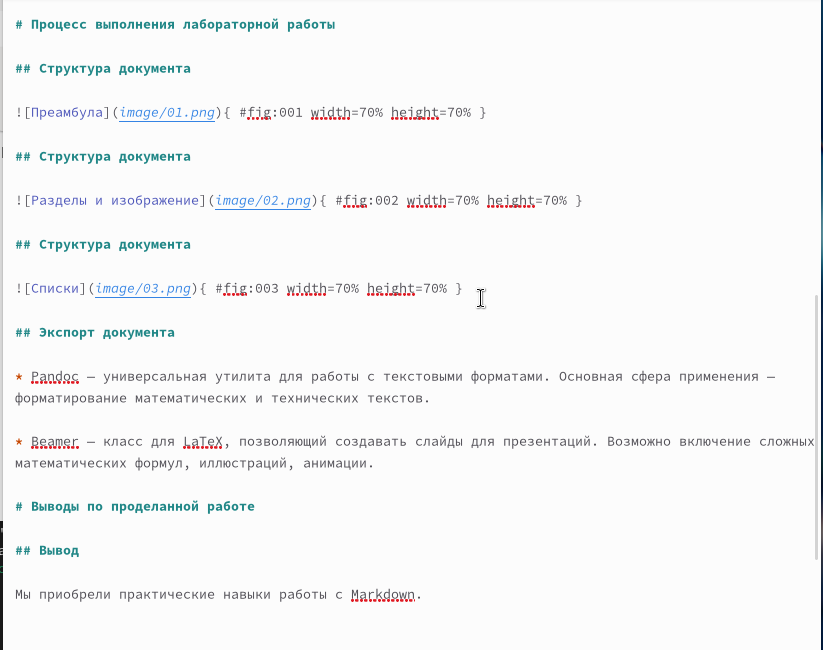 # Процесс выполнения лабораторной работы
## Структура документа
![Преамбула](image/01.png){ #fig:001 width=70% height=70% }
## Структура документа
![Разделы и изображение](image/02.png){ #fig:002 width=70% height=70% }
## Структура документа
![Списки](image/03.png){ #fig:003 width=70% height=70% }
## Экспорт документа
* Pandoc — универсальная утилита для работы с текстовыми форматами. Основная сфера применения —
форматирование математических и технических текстов.
* Beamer — класс для LaTeX, позволяющий создавать слайды для презентаций. Возможно включение сложных
математических формул, иллюстраций, анимации.
# Выводы по проделанной работе
## Вывод
Мы приобрели практические навыки работы с Markdown.